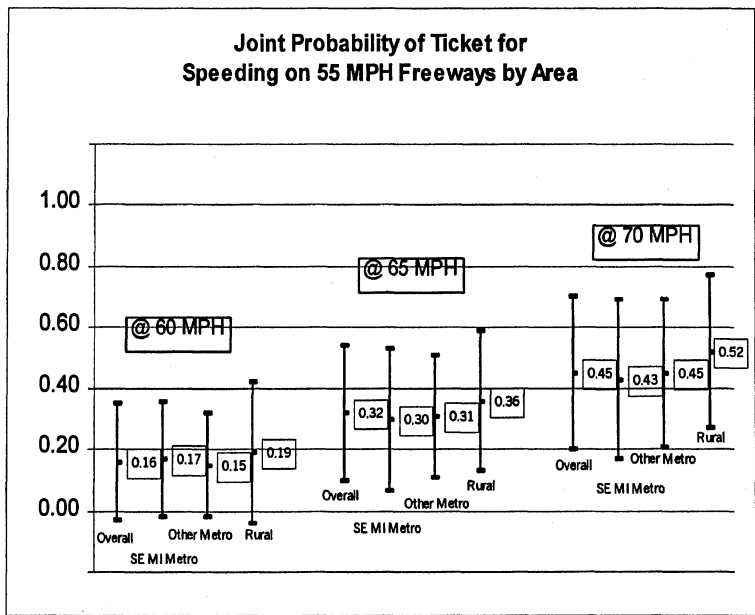 Joint Probability of Ticket for
Speeding on 55 MPH Freeways by Area
1.00
0.80
0.60
0.40
0.20
0.00
@ 60 MPH
0.16
0.17
0.15
0.19
Overall
SE MI Metro
Other Metro
Rural
@ 65 MPH
0.32
0.30
0.31
0.36
Overall
SE MI Metro
Other Metro
Rural
@ 70 MPH
0.45
0.43
0.45
0.52
Overall
SE MI Metro
Other Metro
Rural